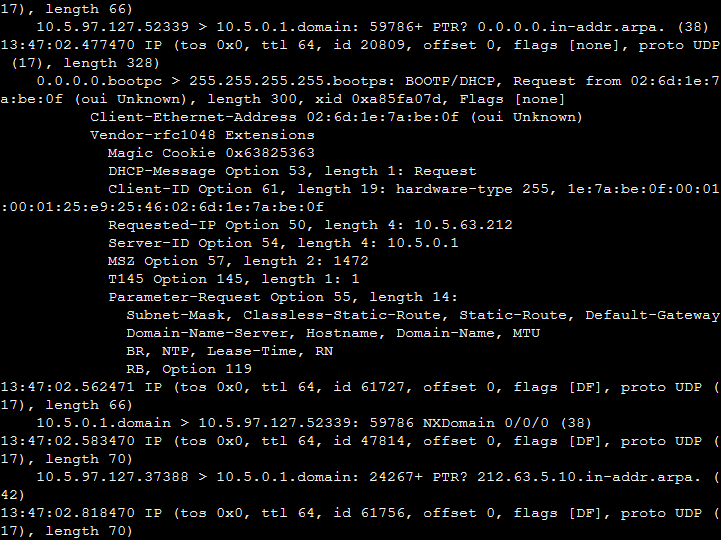 17), length 66)
    10.5.97.127.52339 > 10.5.0.1.domain: 59786+ PTR? 0.0.0.0.in-addr.arpa. (38)
13:47:02.477470 IP (tos 0x0, ttl 64, id 20809, offset 0, flags [none], proto UDP
 (17), length 328)
    0.0.0.0.bootpc > 255.255.255.255.bootps: BOOTP/DHCP, Request from 02:6d:1e:7
a:be:0f (oui Unknown), length 300, xid 0xa85fa07d, Flags [none]
          Client-Ethernet-Address 02:6d:1e:7a:be:0f (oui Unknown)
          Vendor-rfc1048 Extensions
            Magic Cookie 0x63825363
            DHCP-Message Option 53, length 1: Request
            Client-ID Option 61, length 19: hardware-type 255, 1e:7a:be:0f:00:01
:00:01:25:e9:25:46:02:6d:1e:7a:be:0f
            Requested-IP Option 50, length 4: 10.5.63.212
            Server-ID Option 54, length 4: 10.5.0.1
            MSZ Option 57, length 2: 1472
            T145 Option 145, length 1: 1
            Parameter-Request Option 55, length 14:
              Subnet-Mask, Classless-Static-Route, Static-Route, Default-Gateway
              Domain-Name-Server, Hostname, Domain-Name, MTU
              BR, NTP, Lease-Time, RN
              RB, Option 119
13:47:02.562471 IP (tos 0x0, ttl 64, id 61727, offset 0, flags [DF], proto UDP (
17), length 66)
    10.5.0.1.domain > 10.5.97.127.52339: 59786 NXDomain 0/0/0 (38)
13:47:02.583470 IP (tos 0x0, ttl 64, id 47814, offset 0, flags [DF], proto UDP (
17), length 70)
    10.5.97.127.37388 > 10.5.0.1.domain: 24267+ PTR? 212.63.5.10.in-addr.arpa. (
42)
13:47:02.818470 IP (tos 0x0, ttl 64, id 61756, offset 0, flags [DF], proto UDP (
17), length 70)